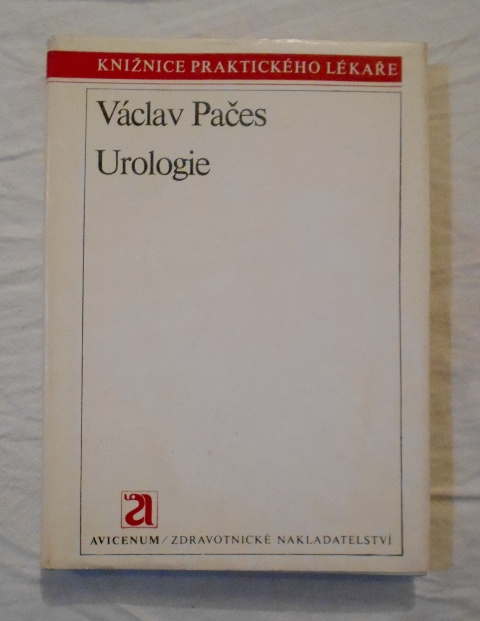 KNIŽNICE PRAKTICKÉHO LÉKAŘE
Václav Pačes
Urologie
a
AVICENUM/ZDRAVOTNICKÉ NAKLADATELSTVÍ